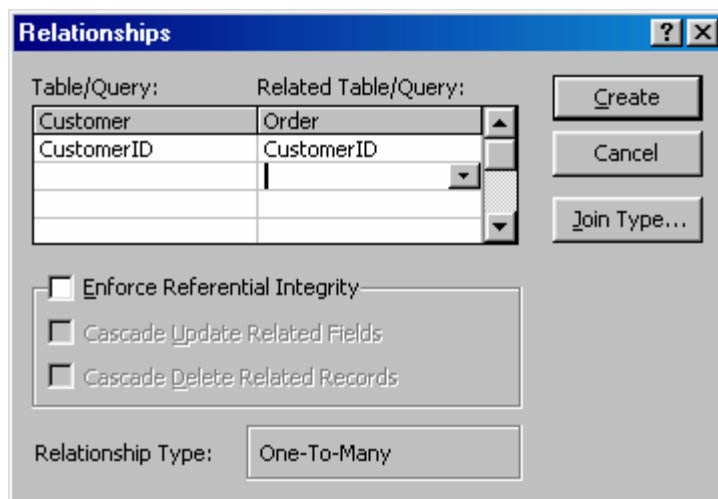 Relationships
Table/Query: Related Table/Query:
Customer Order
CustomerID CustomerID
Create
Cancel
Join Type...
Enforce Referential Integrity
Cascade Update Related Fields
Cascade Delete Related Records
Relationship Type: One-To-Many